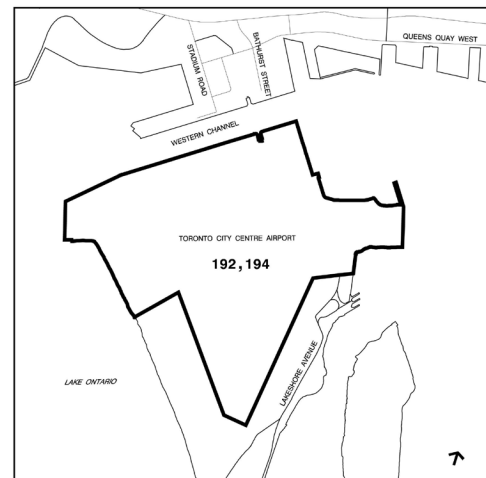 QUEENS QUAY WEST
STADIUM ROAD
BATHURST STREET
WESTERN CHANNEL
TORONTO CITY CENTRE AIRPORT
192,194
LAKESHORE AVENUE
LAKE ONTARIO